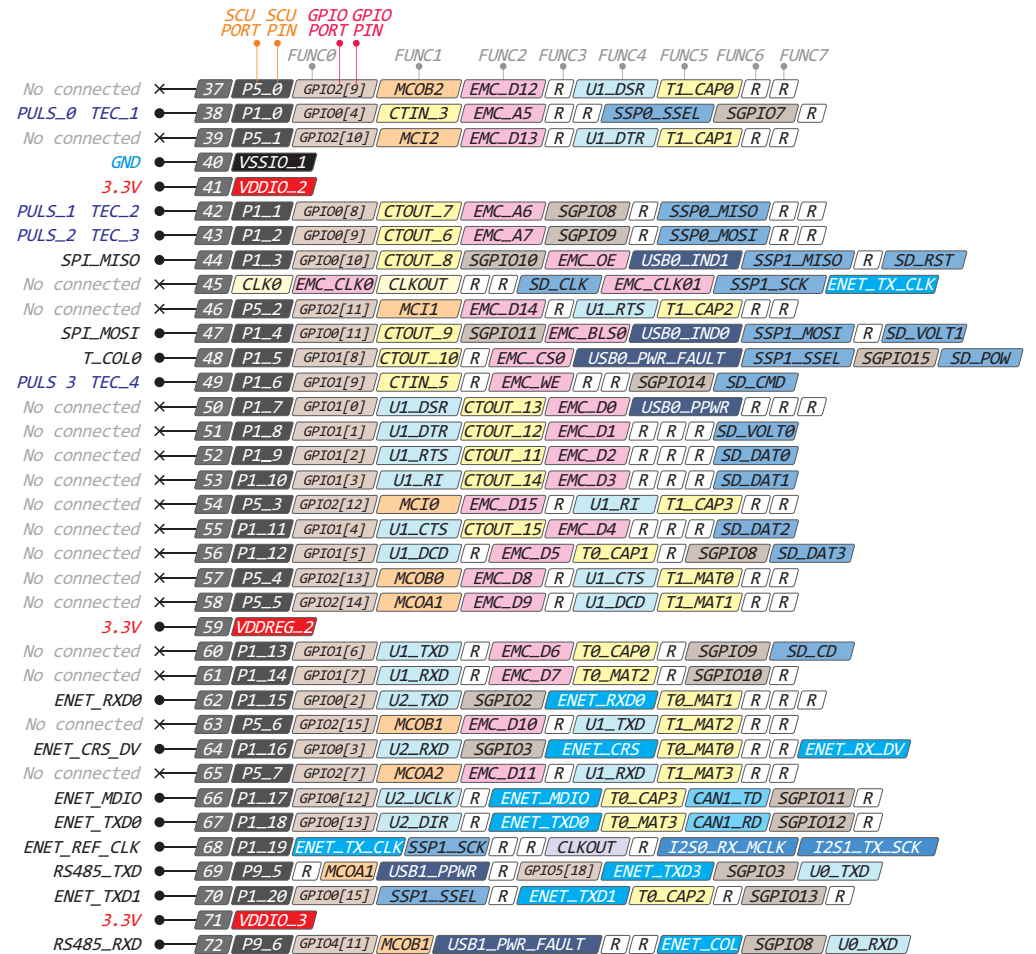 SCU SCU GPIO GPIO
PORT PIN PORT PIN
FUNC0 FUNC1 FUNC2 FUNC3 FUNC4 FUNC5 FUNC6 FUNC7
No connected 37 P5_0 GPIO2[9] MCOB2 EMC_D12 R U1_DSR T1_CAP0 R R
PULS_0 TEC_1 38 P1_0 GPIO0[4] CTIN_3 EMC_A5 R R SSP0_SSEL SGPIO7 R
No connected 39 P5_1 GPIO2[10] MCI2 EMC_D13 R U1_DTR T1_CAP1 R R
GND 40 VSSIO_1
3.3V 41 VDDIO_2
PULS_1 TEC_2 42 P1_1 GPIO0[8] CTOUT_7 EMC_A6 SGPIO8 R SSP0_MISO R R
PULS_2 TEC_3 43 P1_2 GPIO0[9] CTOUT_6 EMC_A7 SGPIO9 R SSP0_MOSI R R
SPI_MISO 44 P1_3 GPIO0[10] CTOUT_8 SGPIO10 EMC_OE USB0_IND1 SSP1_MISO R SD_RST
No connected 45 CLK0 EMC_CLK0 CLKOUT R R SD_CLK EMC_CLK01 SSP1_SCK ENET_TX_CLK
No connected 46 P5_2 GPIO2[11] MCI1 EMC_D14 R U1_RTS T1_CAP2 R R
SPI_MOSI 47 P1_4 GPIO0[11] CTOUT_9 SGPIO11 EMC_BLS0 USB0_IND0 SSP1_MOSI R SD_VOLT1
T_COL0 48 P1_5 GPIO1[8] CTOUT_10 R EMC_CS0 USB0_PWR_FAULT SSP1_SSEL SGPIO15 SD_POW
PULS 3 TEC_4 49 P1_6 GPIO1[9] CTIN_5 R EMC_WE R R SGPIO14 SD_CMD
No connected 50 P1_7 GPIO1[0] U1_DSR CTOUT_13 EMC_D0 USB0_PPWR R R R
No connected 51 P1_8 GPIO1[1] U1_DTR CTOUT_12 EMC_D1 R R R SD_VOLT0
No connected 52 P1_9 GPIO1[2] U1_RTS CTOUT_11 EMC_D2 R R R SD_DAT0
No connected 53 P1_10 GPIO1[3] U1_RI CTOUT_14 EMC_D3 R R R SD_DAT1
No connected 54 P5_3 GPIO2[12] MCI0 EMC_D15 R U1_RI T1_CAP3 R R
No connected 55 P1_11 GPIO1[4] U1_CTS CTOUT_15 EMC_D4 R R R SD_DAT2
No connected 56 P1_12 GPIO1[5] U1_DCD R EMC_D5 T0_CAP1 R SGPIO8 SD_DAT3
No connected 57 P5_4 GPIO2[13] MCOB0 EMC_D8 R U1_CTS T1_MAT0 R R
No connected 58 P5_5 GPIO2[14] MCOA1 EMC_D9 R U1_DCD T1_MAT1 R R
3.3V 59 VDDREG_2
No connected 60 P1_13 GPIO1[6] U1_TXD R EMC_D6 T0_CAP0 R SGPIO9 SD_CD
No connected 61 P1_14 GPIO1[7] U1_RXD R EMC_D7 T0_MAT2 R SGPIO10 R
ENET_RXD0 62 P1_15 GPIO0[2] U2_TXD SGPIO2 ENET_RXD0 T0_MAT1 R R R
No connected 63 P5_6 GPIO2[15] MCOB1 EMC_D10 R U1_TXD T1_MAT2 R R
ENET_CRS_DV 64 P1_16 GPIO0[3] U2_RXD SGPIO3 ENET_CRS T0_MAT0 R R ENET_RX_DV
No connected 65 P5_7 GPIO2[7] MCOA2 EMC_D11 R U1_RXD T1_MAT3 R R
ENET_MDIO 66 P1_17 GPIO0[12] U2_UCLK R ENET_MDIO T0_CAP3 CAN1_TD SGPIO11 R
ENET_TXD0 67 P1_18 GPIO0[13] U2_DIR R ENET_TXD0 T0_MAT3 CAN1_RD SGPIO12 R
ENET_REF_CLK 68 P1_19 ENET_TX_CLK SSP1_SCK R R CLKOUT R I2S0_RX_MCLK I2S1_TX_SCK
RS485_TXD 69 P9_5 R MCOA1 USB1_PPWR R GPIO5[18] ENET_TXD3 SGPIO3 U0_TXD
ENET_TXD1 70 P1_20 GPIO0[15] SSP1_SSEL R ENET_TXD1 T0_CAP2 R SGPIO13 R
3.3V 71 VDDIO_3
RS485_RXD 72 P9_6 GPIO4[11] MCOB1 USB1_PWR_FAULT R R ENET_COL SGPIO8 U0_RXD